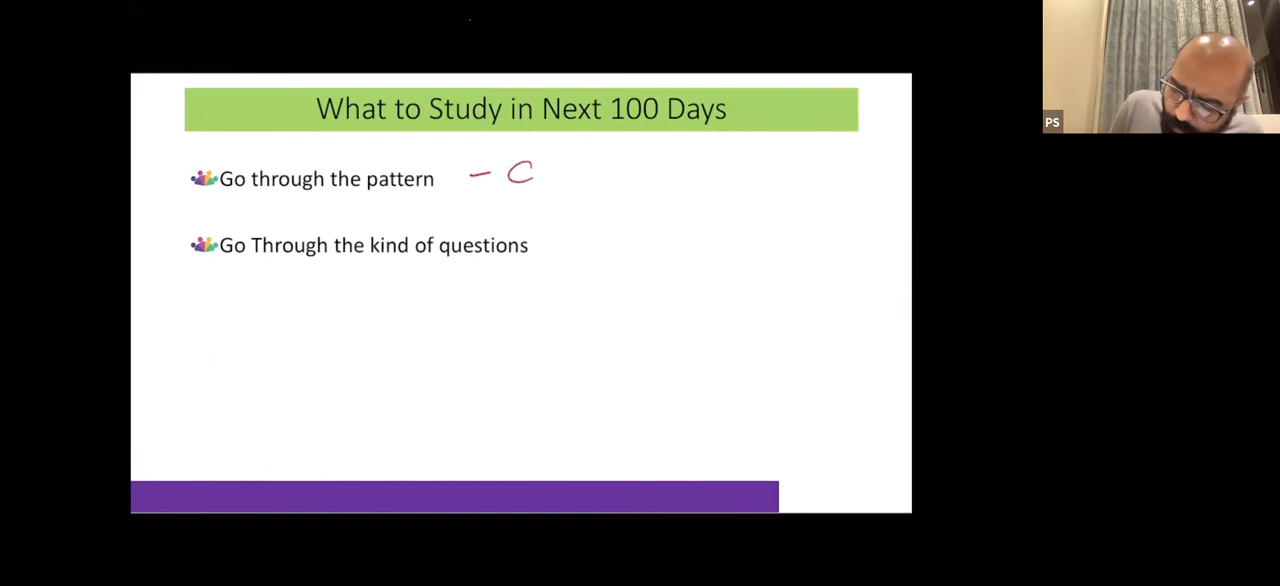 What to Study in Next 100 Days
Go through the pattern - C
Go Through the kind of questions
PS